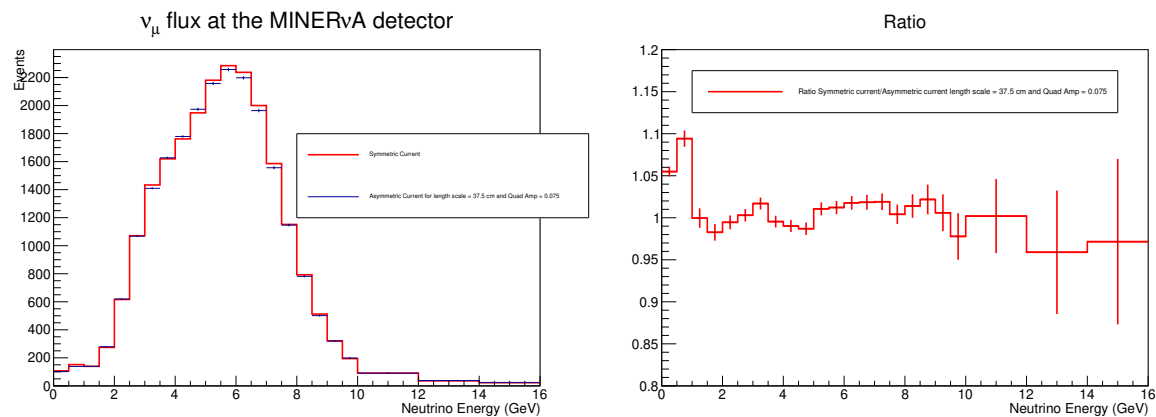 νμ flux at the MINERνA detector
Events
2200
2000
1800
1600
1400
1200
1000
800
600
400
200
0
Symmetric Current
Asymmetric Current for length scale = 37.5 cm and Quad Amp = 0.075
0 2 4 6 8 10 12 14 16
Neutrino Energy (GeV)
Ratio
1.2
1.15
1.1
1.05
1
0.95
0.9
0.85
0.8
Ratio Symmetric current/Asymmetric current length scale = 37.5 cm and Quad Amp = 0.075
0 2 4 6 8 10 12 14 16
Neutrino Energy (GeV)